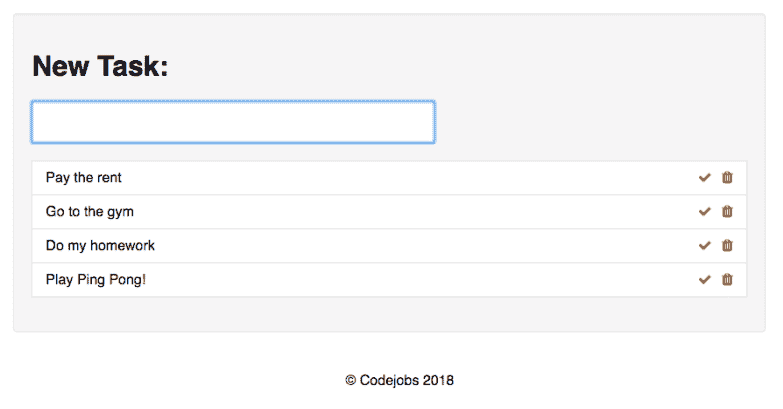 New Task:
Pay the rent
Go to the gym
Do my homework
Play Ping Pong!
© Codejobs 2018